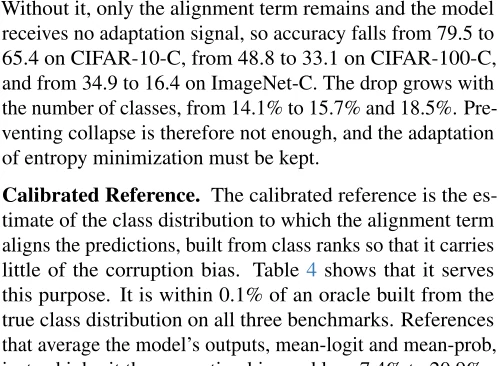 Without it, only the alignment term remains and the model
receives no adaptation signal, so accuracy falls from 79.5 to
65.4 on CIFAR-10-C, from 48.8 to 33.1 on CIFAR-100-C,
and from 34.9 to 16.4 on ImageNet-C. The drop grows with
the number of classes, from 14.1% to 15.7% and 18.5%. Pre-
venting collapse is therefore not enough, and the adaptation
of entropy minimization must be kept.
Calibrated Reference. The calibrated reference is the es-
timate of the class distribution to which the alignment term
aligns the predictions, built from class ranks so that it carries
little of the corruption bias. Table 4 shows that it serves
this purpose. It is within 0.1% of an oracle built from the
true class distribution on all three benchmarks. References
that average the model's outputs, mean-logit and mean-prob,